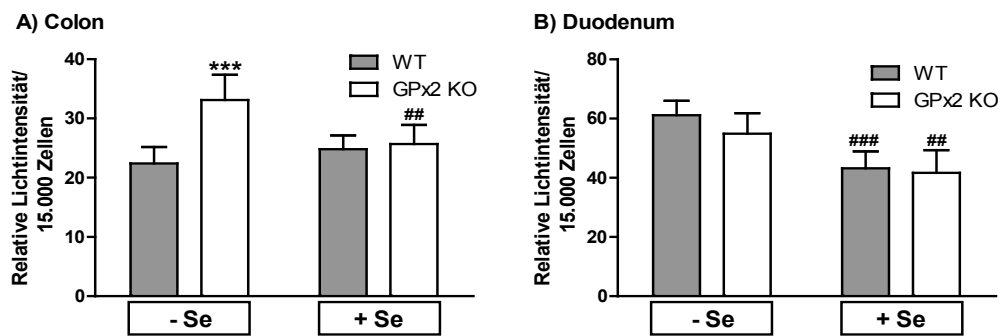 A) Colon
Relative Lichtintensität/
15.000 Zellen
40
30
20
10
0
***
##
WT
GPx2 KO
- Se
+ Se
B) Duodenum
Relative Lichtintensität/
15.000 Zellen
80
60
40
20
0
###
##
WT
GPx2 KO
- Se
+ Se